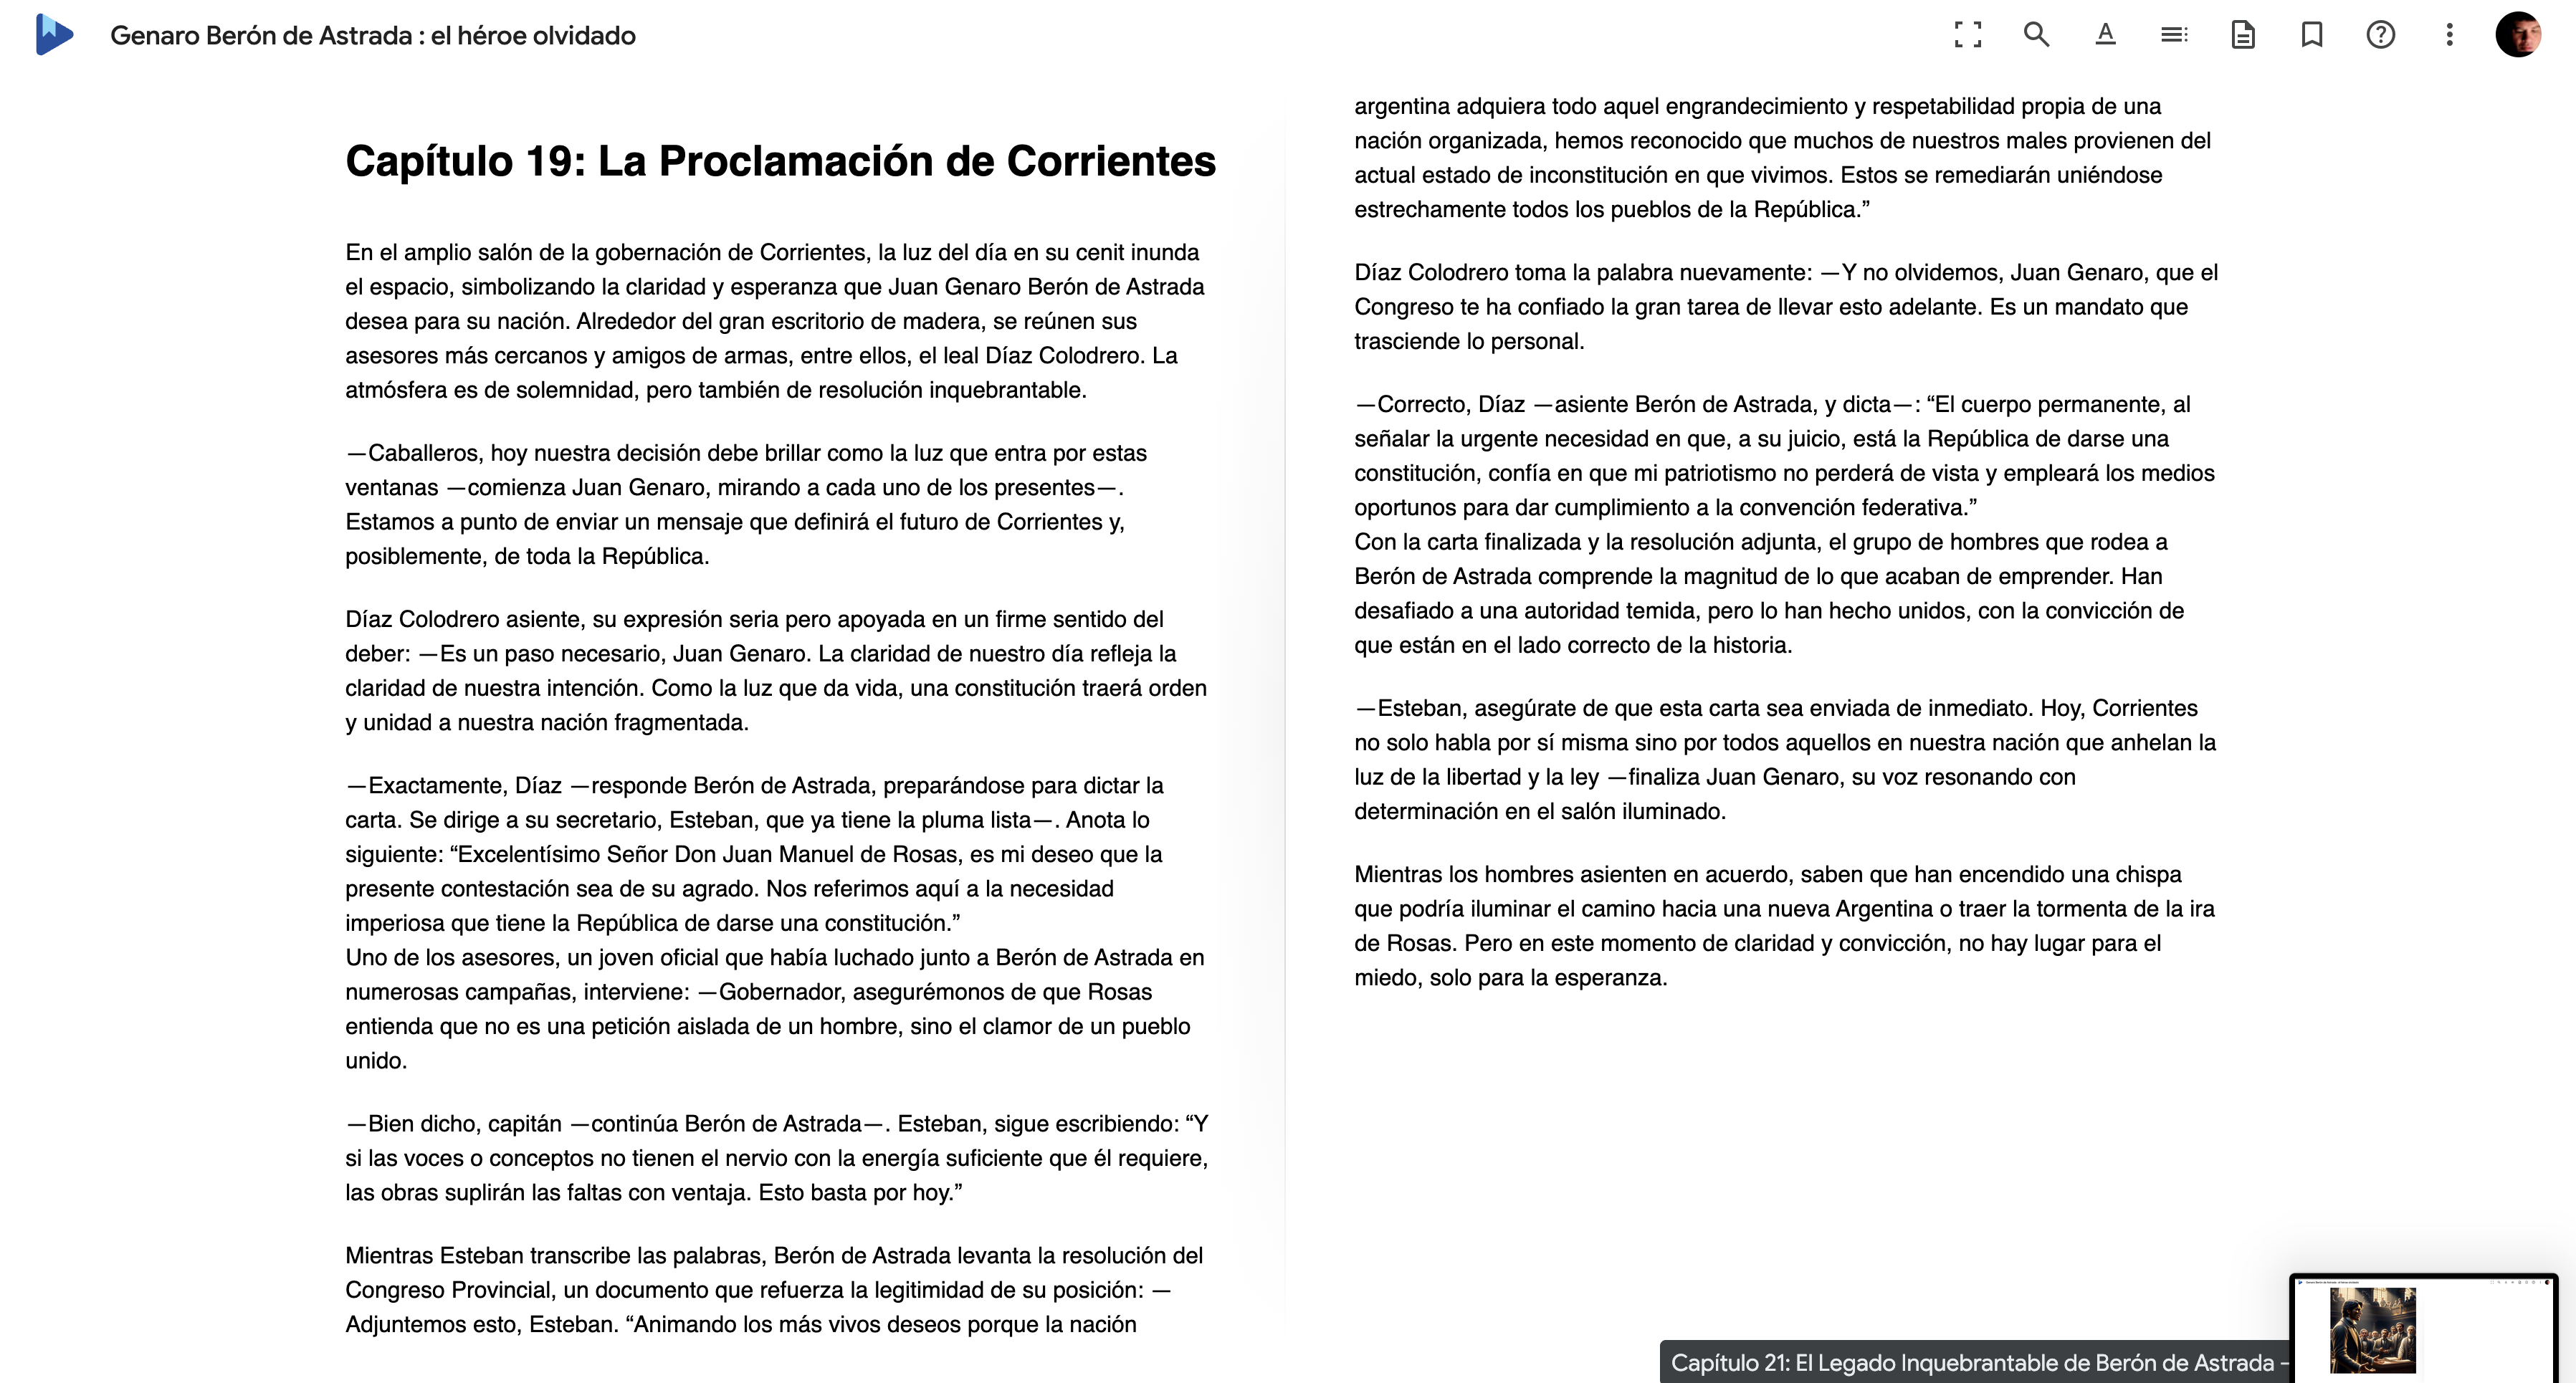 Genaro Berón de Astrada : el héroe olvidado
Capítulo 19: La Proclamación de Corrientes
En el amplio salón de la gobernación de Corrientes, la luz del día en su cenit inunda
el espacio, simbolizando la claridad y esperanza que Juan Genaro Berón de Astrada
desea para su nación. Alrededor del gran escritorio de madera, se reúnen sus
asesores más cercanos y amigos de armas, entre ellos, el leal Díaz Colodrero. La
atmósfera es de solemnidad, pero también de resolución inquebrantable.
—Caballeros, hoy nuestra decisión debe brillar como la luz que entra por estas
ventanas —comienza Juan Genaro, mirando a cada uno de los presentes—.
Estamos a punto de enviar un mensaje que definirá el futuro de Corrientes y,
posiblemente, de toda la República.
Díaz Colodrero asiente, su expresión seria pero apoyada en un firme sentido del
deber: —Es un paso necesario, Juan Genaro. La claridad de nuestro día refleja la
claridad de nuestra intención. Como la luz que da vida, una constitución traerá orden
y unidad a nuestra nación fragmentada.
—Exactamente, Díaz —responde Berón de Astrada, preparándose para dictar la
carta. Se dirige a su secretario, Esteban, que ya tiene la pluma lista—. Anota lo
siguiente: “Excelentísimo Señor Don Juan Manuel de Rosas, es mi deseo que la
presente contestación sea de su agrado. Nos referimos aquí a la necesidad
imperiosa que tiene la República de darse una constitución.”
Uno de los asesores, un joven oficial que había luchado junto a Berón de Astrada en
numerosas campañas, interviene: —Gobernador, asegurémonos de que Rosas
entienda que no es una petición aislada de un hombre, sino el clamor de un pueblo
unido.
—Bien dicho, capitán —continúa Berón de Astrada—. Esteban, sigue escribiendo: “Y
si las voces o conceptos no tienen el nervio con la energía suficiente que él requiere,
las obras suplirán las faltas con ventaja. Esto basta por hoy.”
Mientras Esteban transcribe las palabras, Berón de Astrada levanta la resolución del
Congreso Provincial, un documento que refuerza la legitimidad de su posición: —
Adjuntemos esto, Esteban. “Animando los más vivos deseos porque la nación
argentina adquiera todo aquel engrandecimiento y respetabilidad propia de una
nación organizada, hemos reconocido que muchos de nuestros males provienen del
actual estado de inconstitución en que vivimos. Estos se remediarán uniéndose
estrechamente todos los pueblos de la República.”
Díaz Colodrero toma la palabra nuevamente: —Y no olvidemos, Juan Genaro, que el
Congreso te ha confiado la gran tarea de llevar esto adelante. Es un mandato que
trasciende lo personal.
—Correcto, Díaz —asiente Berón de Astrada, y dicta—: “El cuerpo permanente, al
señalar la urgente necesidad en que, a su juicio, está la República de darse una
constitución, confía en que mi patriotismo no perderá de vista y empleará los medios
oportunos para dar cumplimiento a la convención federativa.”
Con la carta finalizada y la resolución adjunta, el grupo de hombres que rodea a
Berón de Astrada comprende la magnitud de lo que acaban de emprender. Han
desafiado a una autoridad temida, pero lo han hecho unidos, con la convicción de
que están en el lado correcto de la historia.
—Esteban, asegúrate de que esta carta sea enviada de inmediato. Hoy, Corrientes
no solo habla por sí misma sino por todos aquellos en nuestra nación que anhelan la
luz de la libertad y la ley —finaliza Juan Genaro, su voz resonando con
determinación en el salón iluminado.
Mientras los hombres asienten en acuerdo, saben que han encendido una chispa
que podría iluminar el camino hacia una nueva Argentina o traer la tormenta de la ira
de Rosas. Pero en este momento de claridad y convicción, no hay lugar para el
miedo, solo para la esperanza.
Capítulo 21: El Legado Inquebrantable de Berón de Astrada -